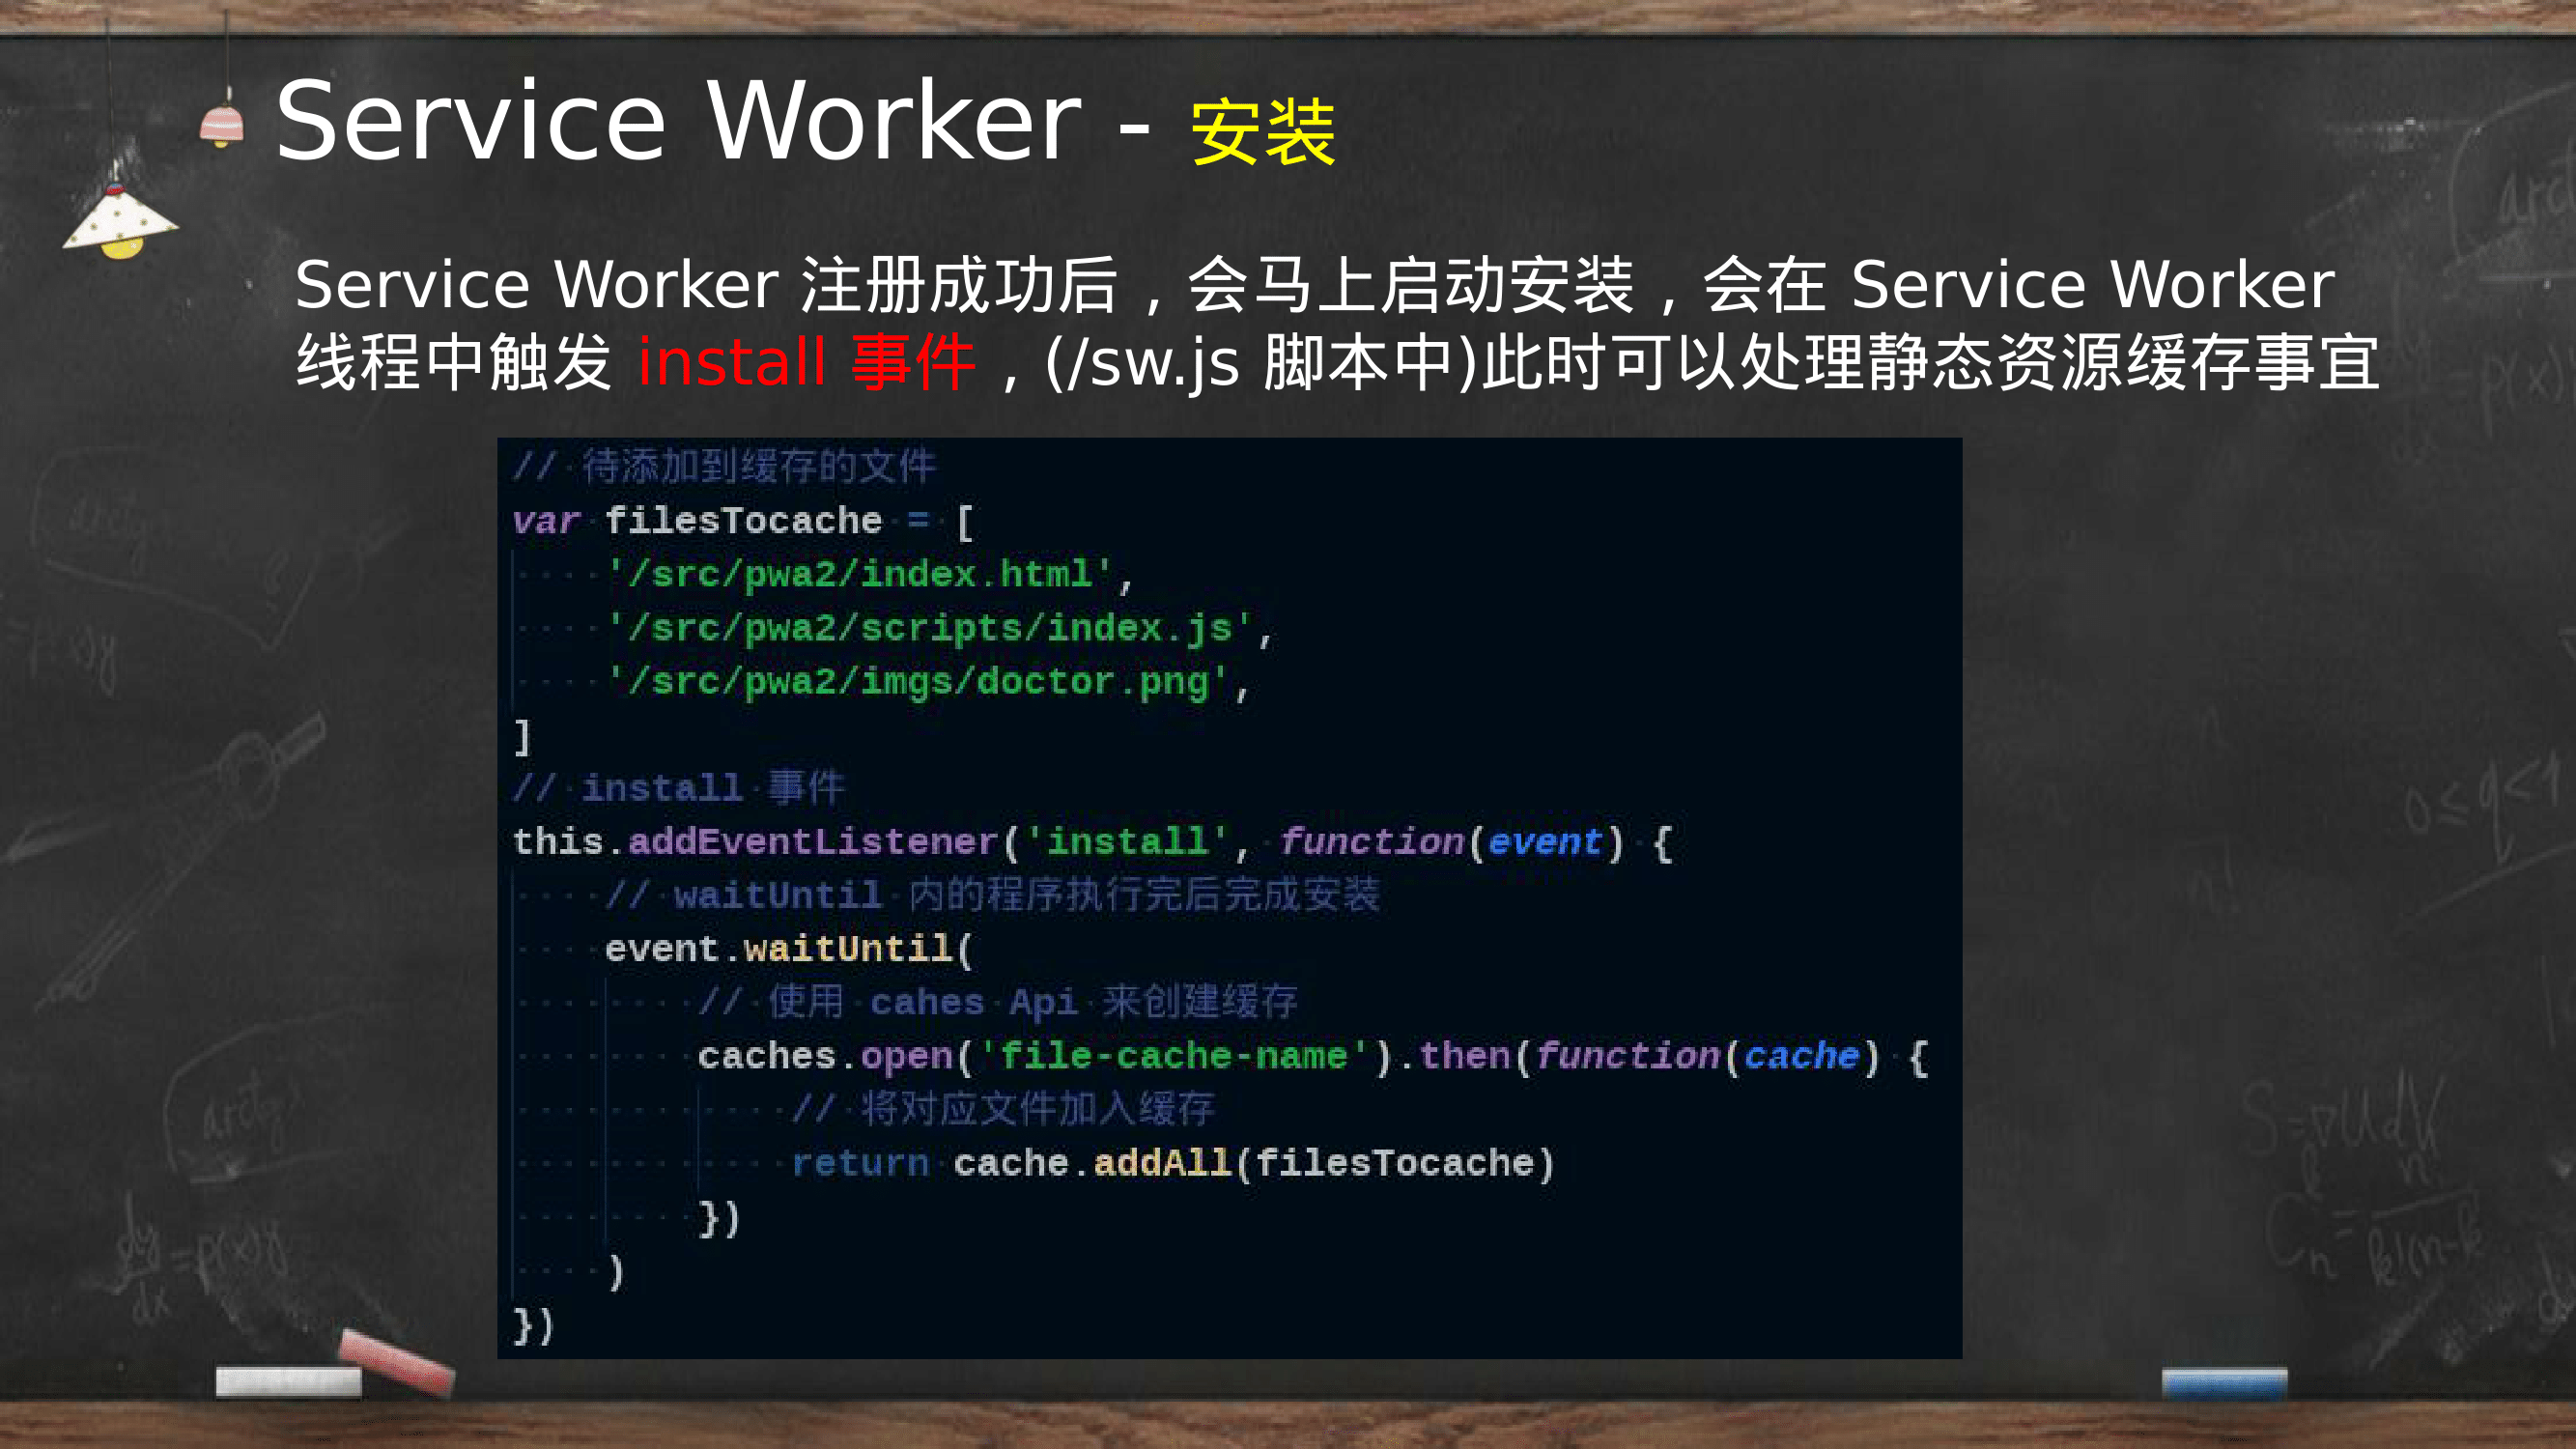 Service Worker - 安装
Service Worker 注册成功后，会马上启动安装，会在 Service Worker
线程中触发 install 事件，(/sw.js 脚本中)此时可以处理静态资源缓存事宜
// 待添加到缓存的文件
var filesTocache = [
'/src/pwa2/index.html',
'/src/pwa2/scripts/index.js',
'/src/pwa2/imgs/doctor.png',
]
// install 事件
this.addEventListener('install', function(event) {
// waitUntil 内的程序执行完后完成安装
event.waitUntil(
// 使用 cahes Api 来创建缓存
caches.open('file-cache-name').then(function(cache) {
// 将对应文件加入缓存
return cache.addAll(filesTocache)
})
)
})